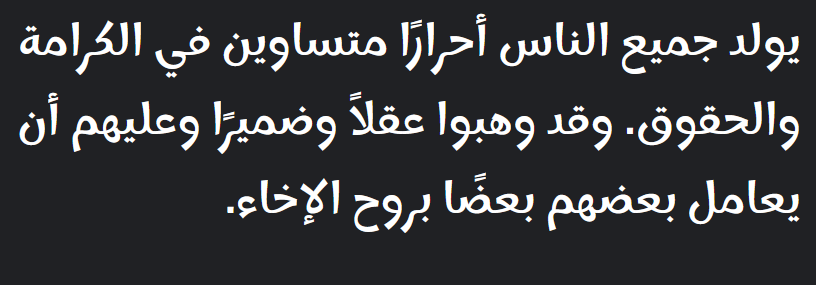 يولد جميع الناس أحرارًا متساوين في الكرامة
والحقوق. وقد وهبوا عقلاً وضميرًا وعليهم أن
يعامل بعضهم بعضًا بروح الإخاء.